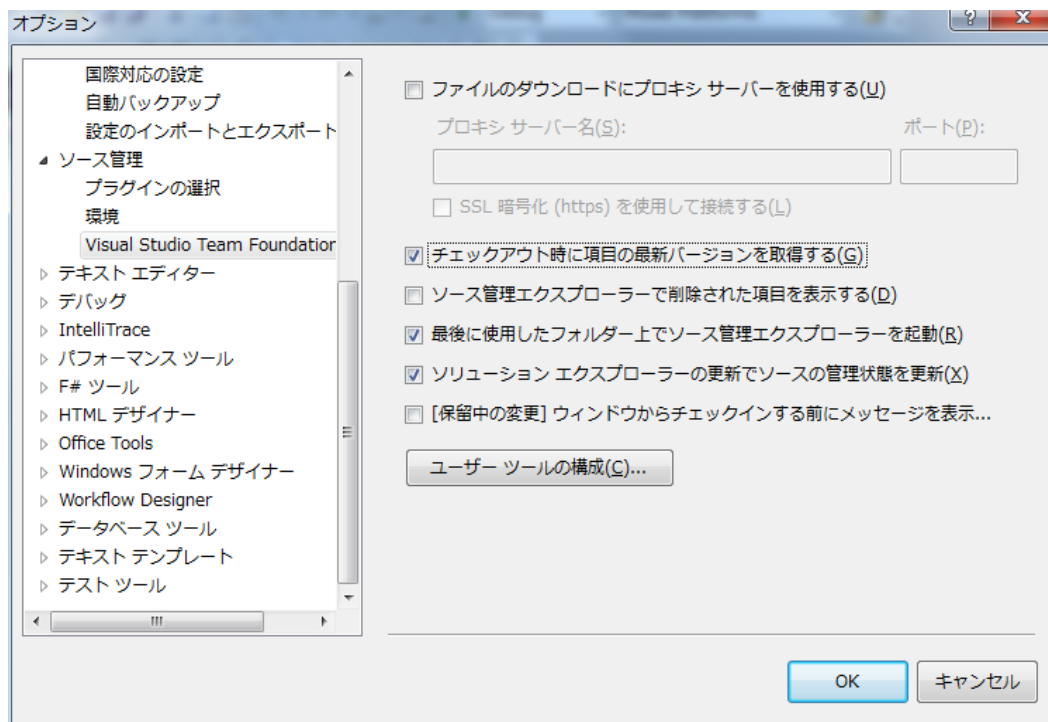 オプション
国際対応の設定
自動バックアップ
設定のインポートとエクスポート
ソース管理
プラグインの選択
環境
Visual Studio Team Foundation
テキスト エディター
デバッグ
IntelliTrace
パフォーマンス ツール
F# ツール
HTML デザイナー
Office Tools
Windows フォーム デザイナー
Workflow Designer
データベース ツール
テキスト テンプレート
テスト ツール
ファイルのダウンロードにプロキシ サーバーを使用する(U)
プロキシ サーバー名(S): ポート(P):
SSL 暗号化 (https) を使用して接続する(L)
チェックアウト時に項目の最新バージョンを取得する(G)
ソース管理エクスプローラーで削除された項目を表示する(D)
最後に使用したフォルダー上でソース管理エクスプローラーを起動(R)
ソリューション エクスプローラーの更新でソースの管理状態を更新(X)
[保留中の変更] ウィンドウからチェックインする前にメッセージを表示...
ユーザー ツールの構成(C)...
OK キャンセル